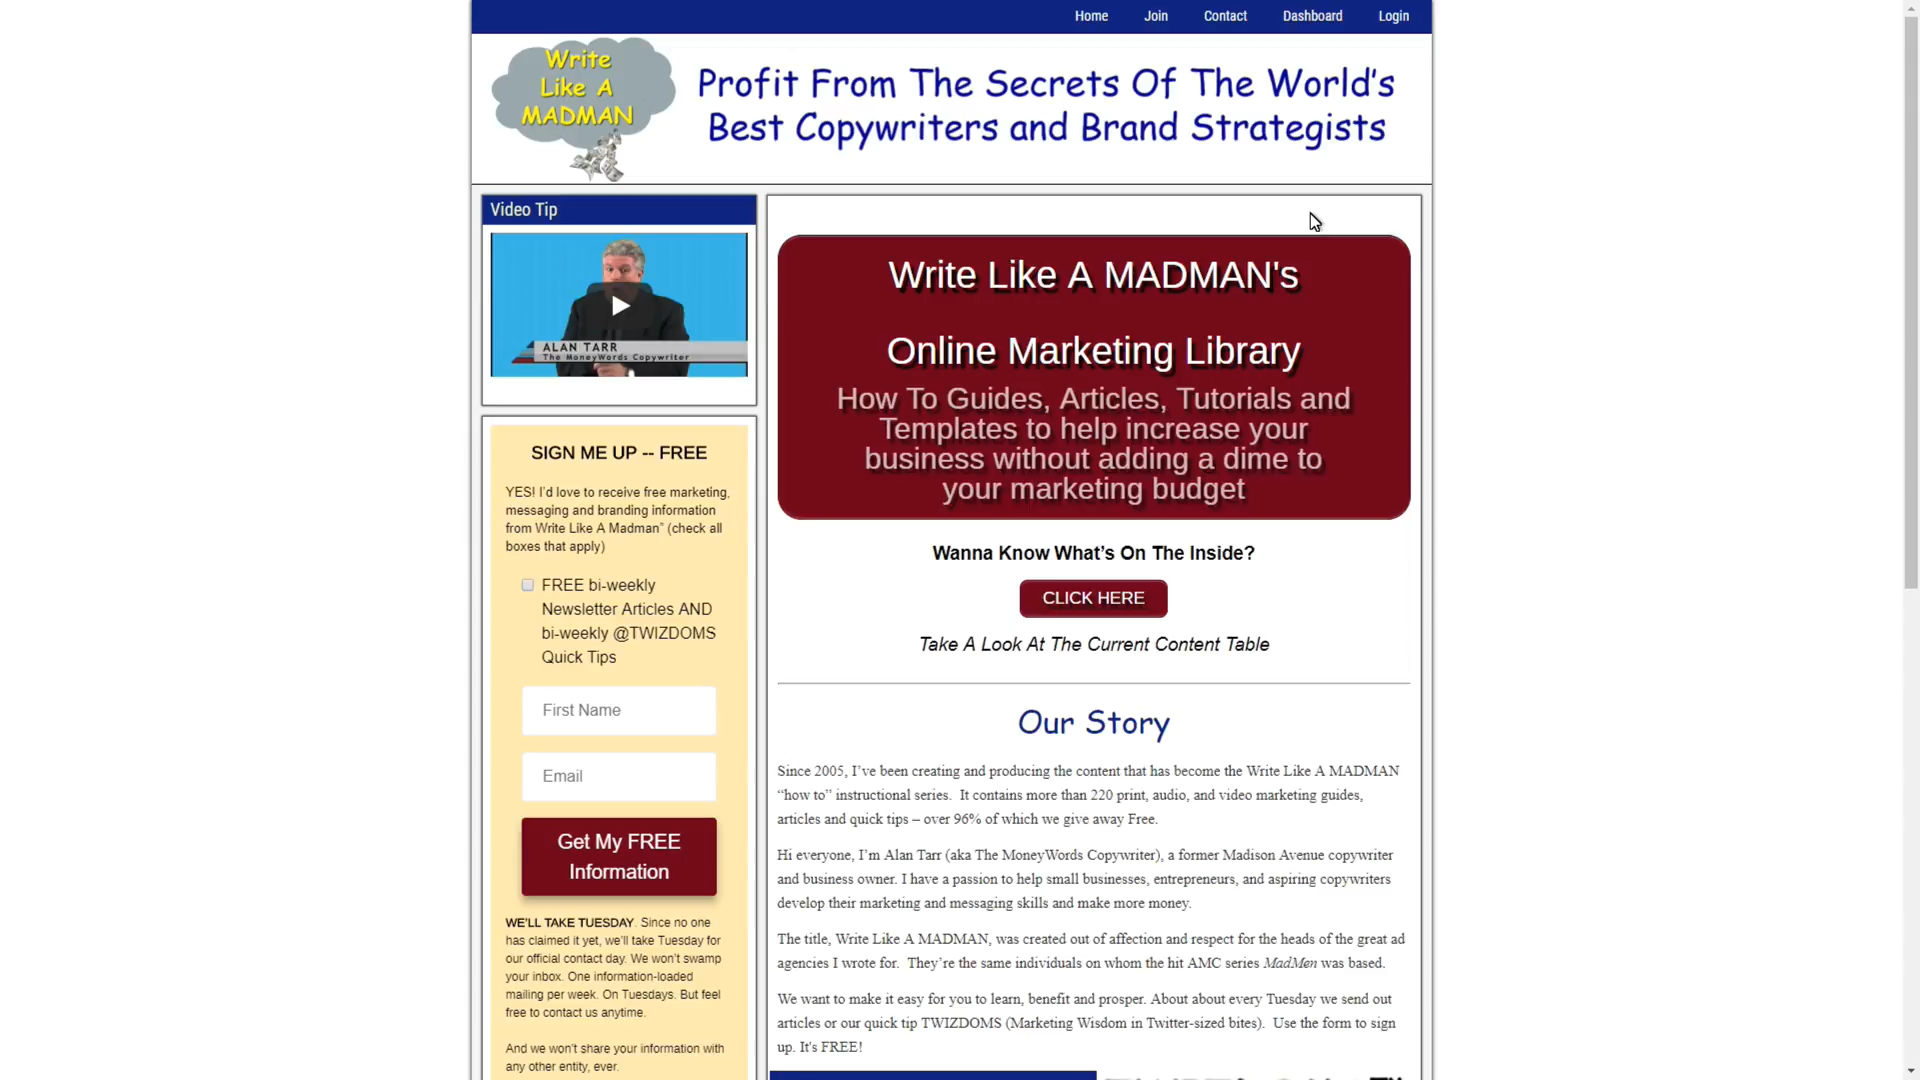 Home Join Contact Dashboard Login
Write
Like A
MADMAN
Profit From The Secrets Of The World's
Best Copywriters and Brand Strategists
Video Tip
ALAN TARR
The MoneyWords Copywriter
SIGN ME UP -- FREE
YES! I’d love to receive free marketing,
messaging and branding information
from Write Like A Madman” (check all
boxes that apply)
FREE bi-weekly
Newsletter Articles AND
bi-weekly @TWIZDOMS
Quick Tips
First Name
Email
Get My FREE
Information
WE’LL TAKE TUESDAY. Since no one
has claimed it yet, we’ll take Tuesday for
our official contact day. We won’t swamp
your inbox. One information-loaded
mailing per week. On Tuesdays. But feel
free to contact us anytime.
And we won’t share your information with
any other entity, ever.
Write Like A MADMAN's
Online Marketing Library
How To Guides, Articles, Tutorials and
Templates to help increase your
business without adding a dime to
your marketing budget
Wanna Know What’s On The Inside?
CLICK HERE
Take A Look At The Current Content Table
Our Story
Since 2005, I’ve been creating and producing the content that has become the Write Like A MADMAN
“how to” instructional series.  It contains more than 220 print, audio, and video marketing guides,
articles and quick tips – over 96% of which we give away Free.
Hi everyone, I’m Alan Tarr (aka The MoneyWords Copywriter), a former Madison Avenue copywriter
and business owner. I have a passion to help small businesses, entrepreneurs, and aspiring copywriters
develop their marketing and messaging skills and make more money.
The title, Write Like A MADMAN, was created out of affection and respect for the heads of the great ad
agencies I wrote for.  They’re the same individuals on whom the hit AMC series MadMen was based.
We want to make it easy for you to learn, benefit and prosper. About about every Tuesday we send out
articles or our quick tip TWIZDOMS (Marketing Wisdom in Twitter-sized bites).  Use the form to sign
up. It's FREE!